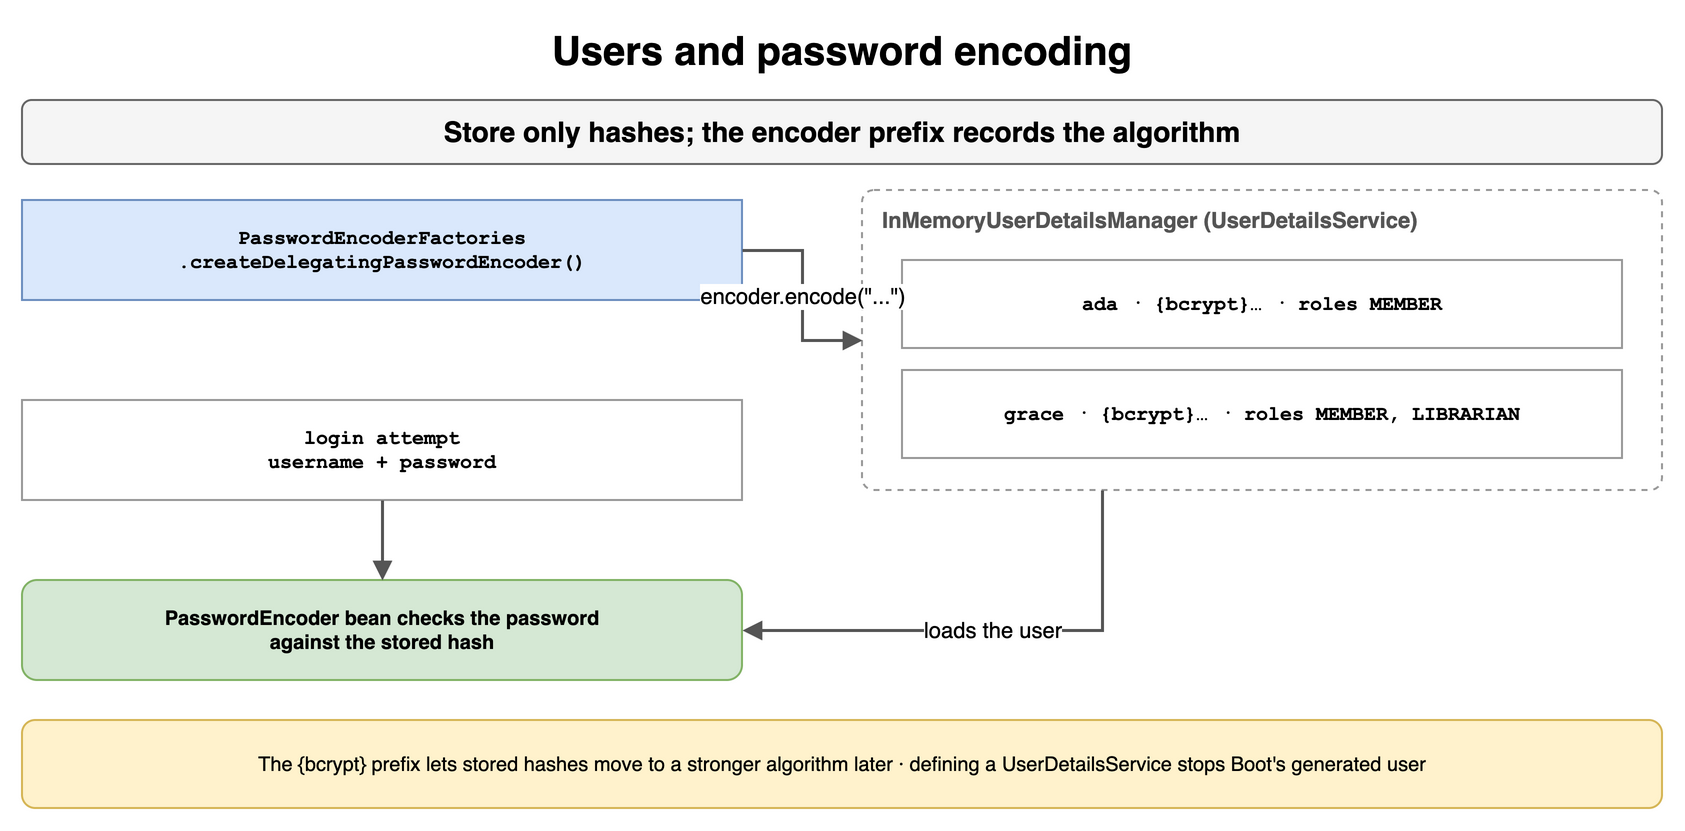 Users and password encoding
Store only hashes; the encoder prefix records the algorithm
PasswordEncoderFactories
.createDelegatingPasswordEncoder()
encoder.encode("...")
InMemoryUserDetailsManager (UserDetailsService)
ada · {bcrypt}… · roles MEMBER
grace · {bcrypt}… · roles MEMBER, LIBRARIAN
login attempt
username + password
PasswordEncoder bean checks the password
against the stored hash
loads the user
The {bcrypt} prefix lets stored hashes move to a stronger algorithm later · defining a UserDetailsService stops Boot's generated user